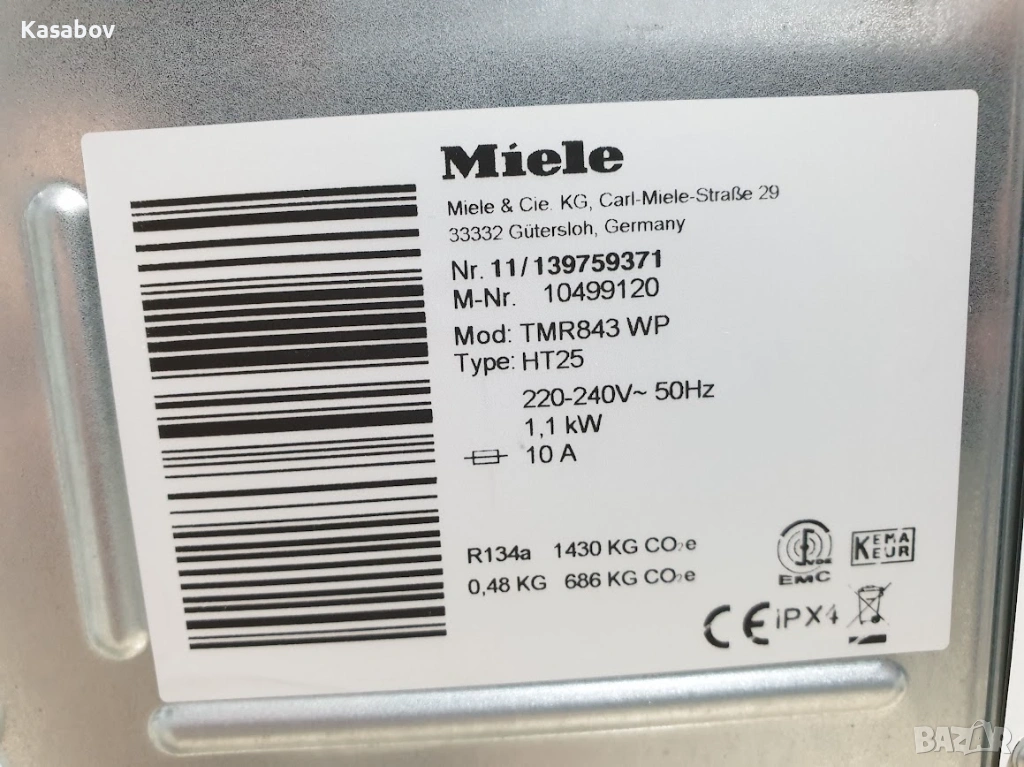 Kasabov
Miele
Miele & Cie. KG, Carl-Miele-Straße 29
33332 Gütersloh, Germany
Nr. 11/139759371
M-Nr. 10499120
Mod: TMR843 WP
Type: HT25
220-240V~ 50Hz
1,1 kW
10 A
R134a 1430 KG CO₂e
0,48 KG 686 KG CO₂e
VDE
EMC
KEMA
KEUR
CE iPX4
BAZAR